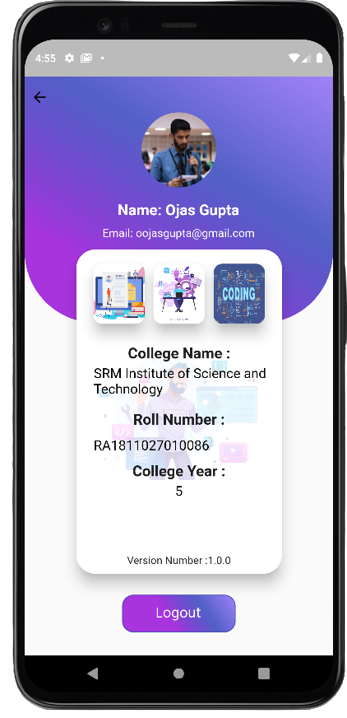 4:55
Name: Ojas Gupta
Email: oojasgupta@gmail.com
CODING
College Name :
SRM Institute of Science and
Technology
Roll Number :
RA1811027010086
College Year :
5
Version Number :1.0.0
Logout